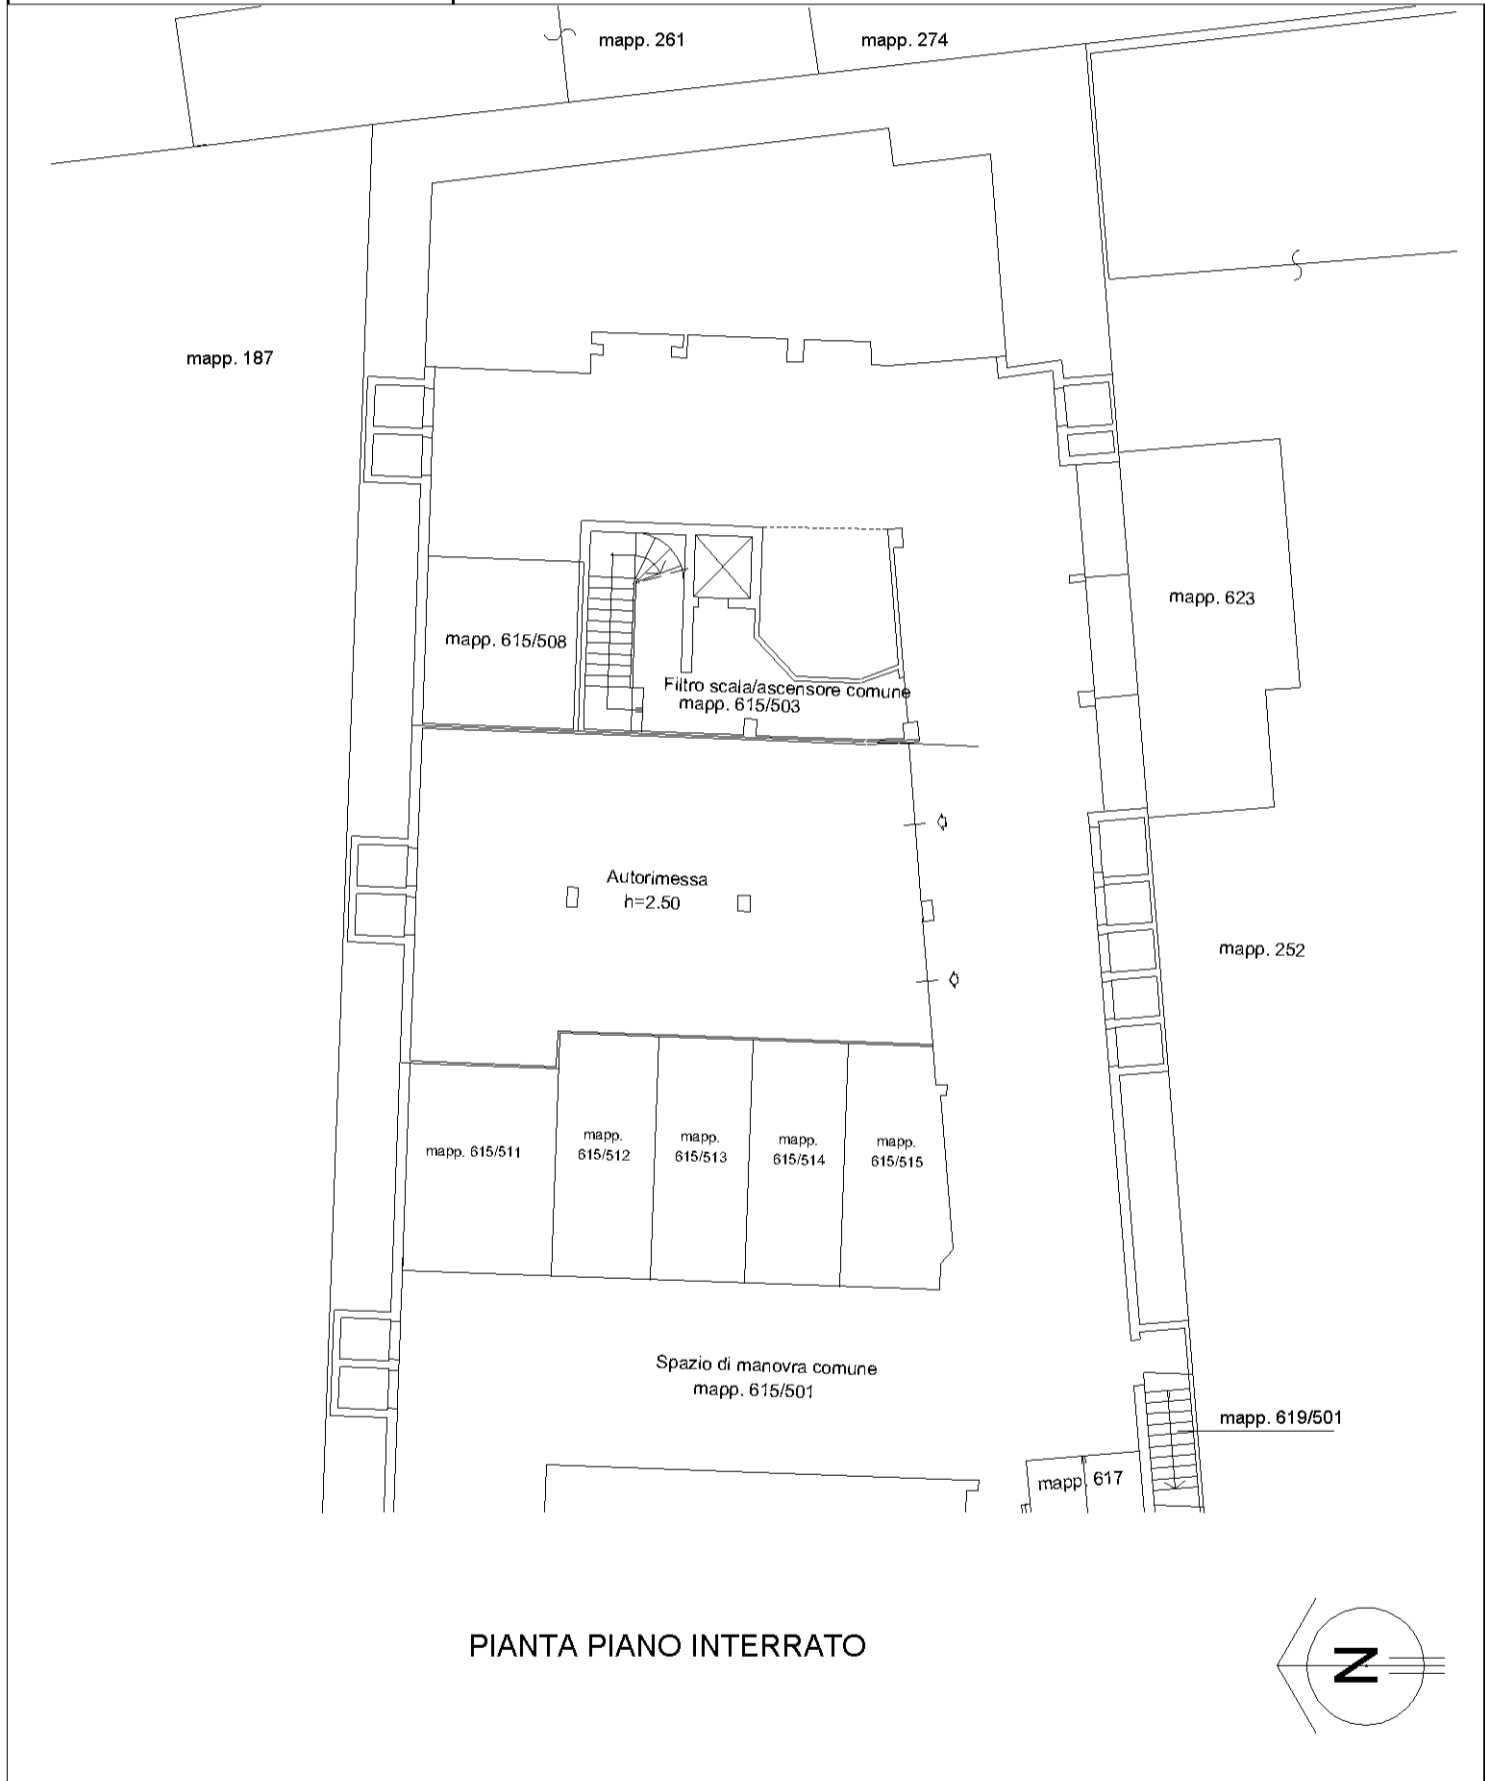 mapp. 261
mapp. 274
mapp. 187
mapp. 623
mapp. 615/508
Filtro scala/ascensore comune
mapp. 615/503
Autorimessa
h=2.50
mapp. 252
mapp. 615/511
mapp.
615/512
mapp.
615/513
mapp.
615/514
mapp.
615/515
Spazio di manovra comune
mapp. 615/501
mapp. 619/501
mapp. 617
PIANTA PIANO INTERRATO
N